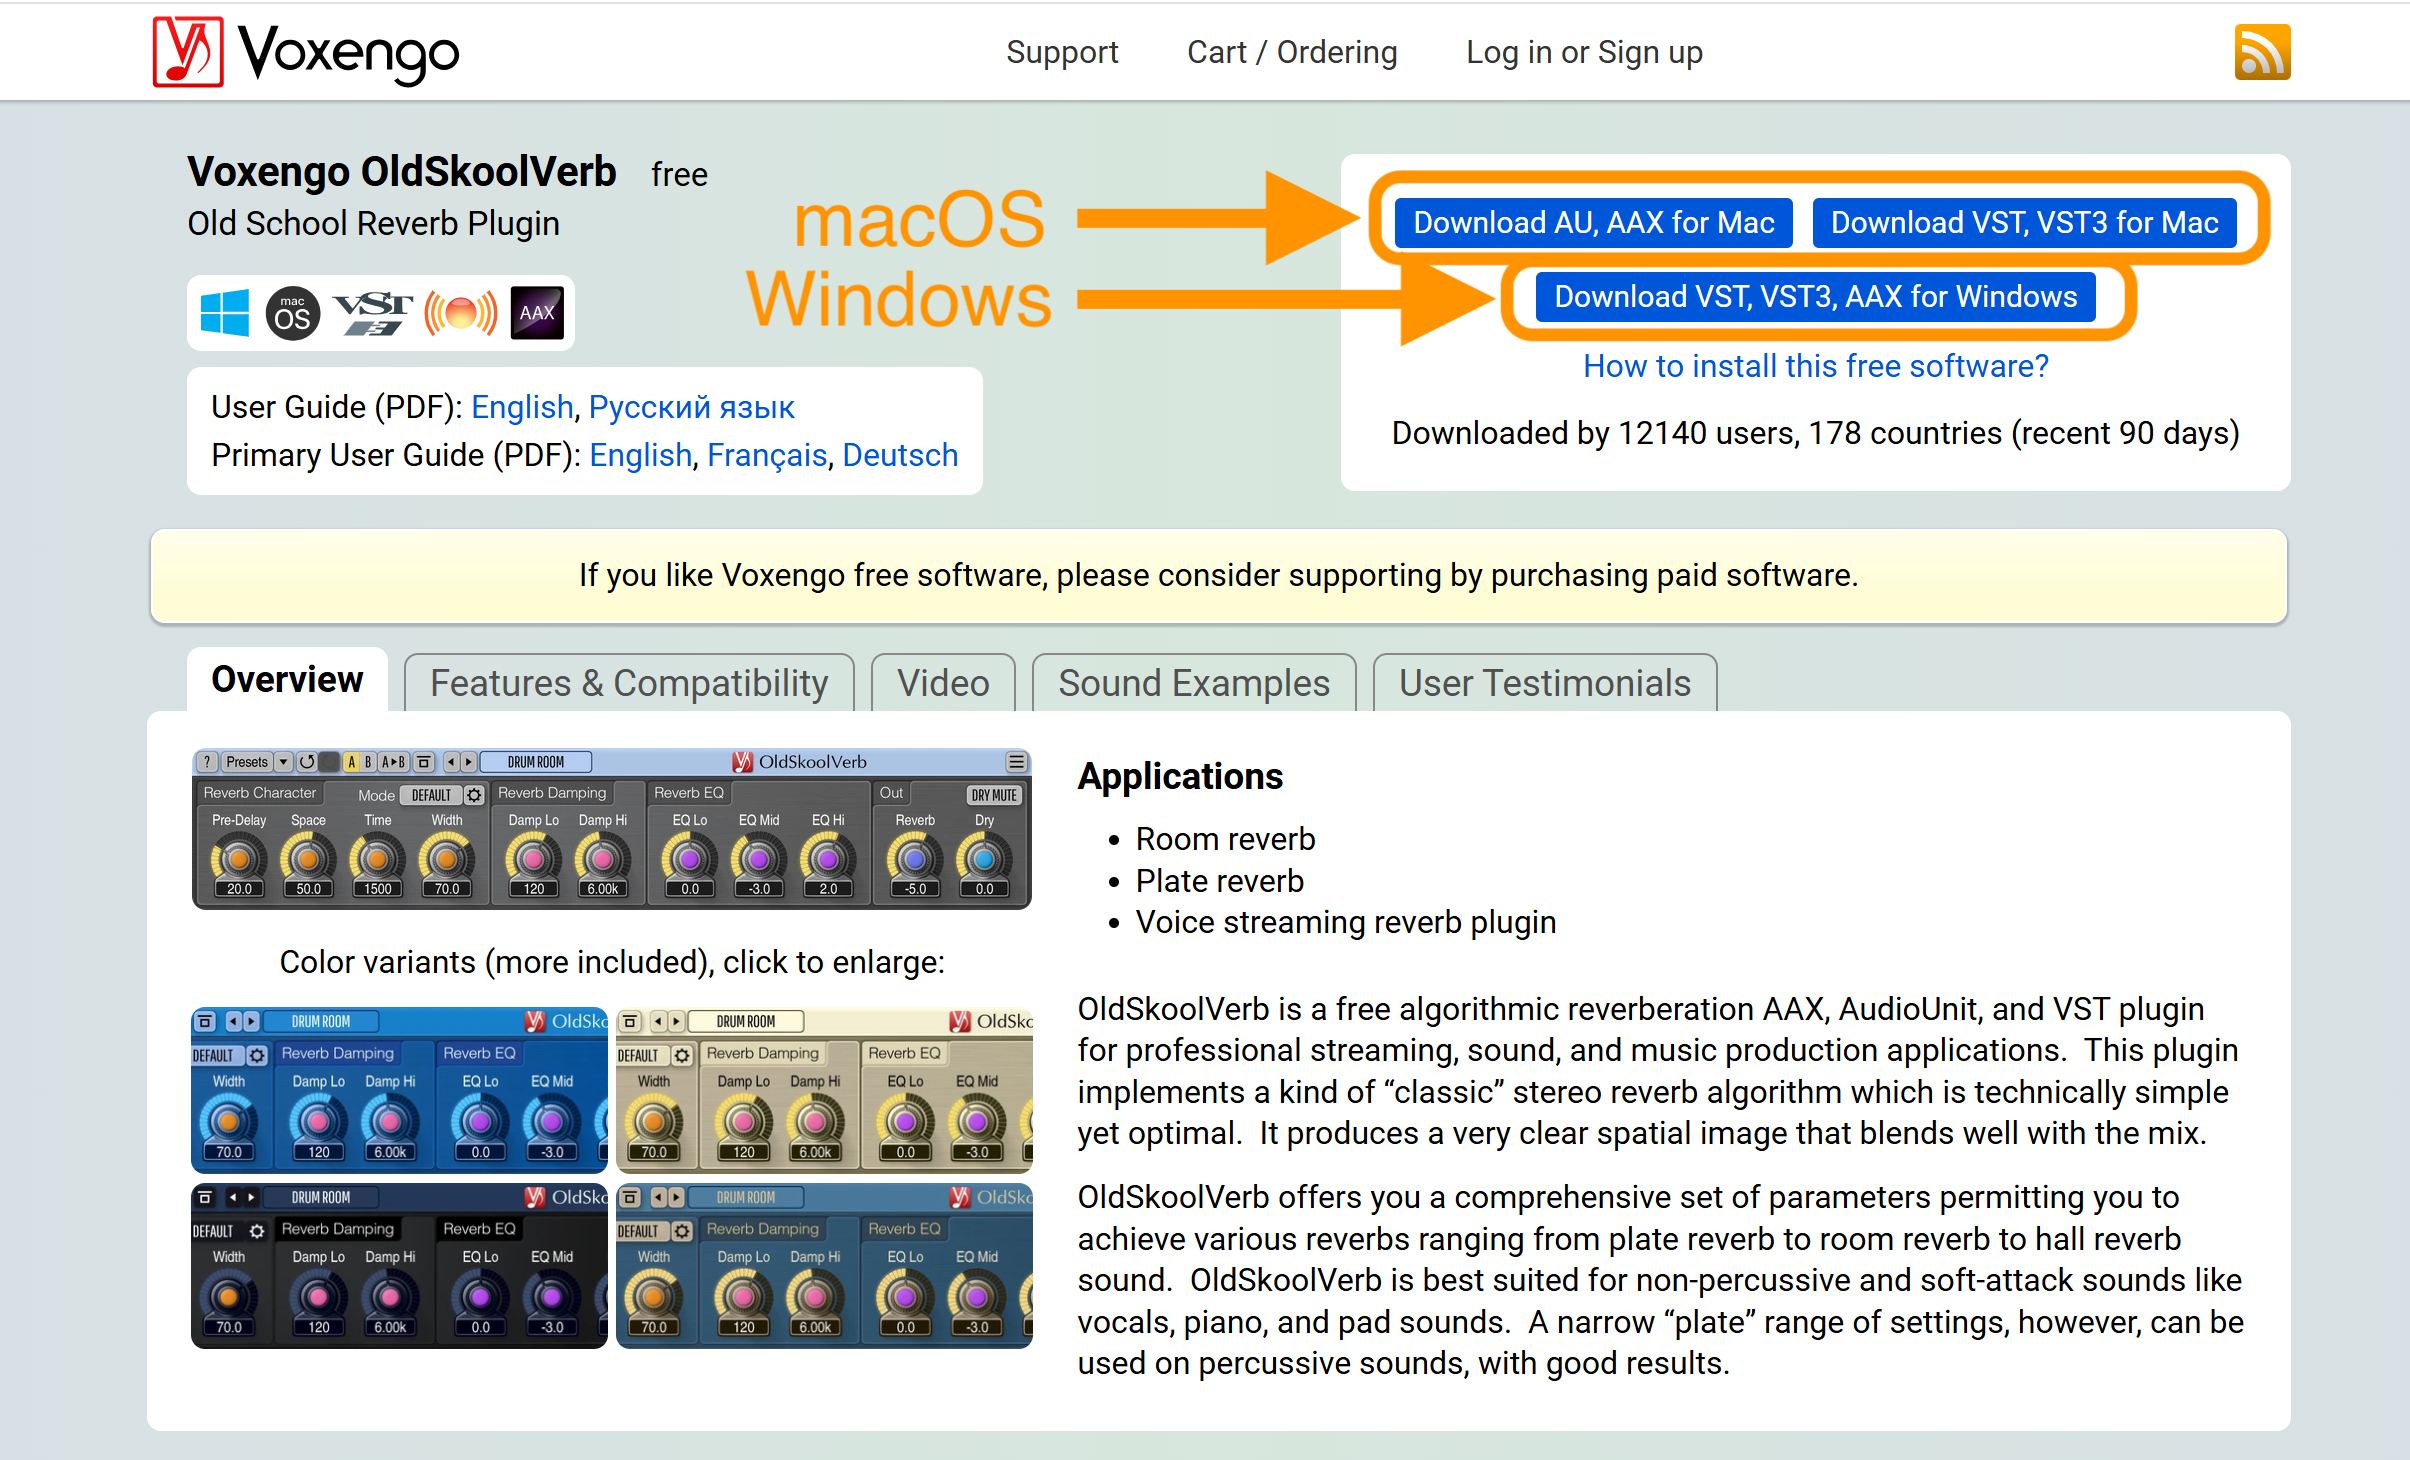 Voxengo
Support
Cart / Ordering
Log in or Sign up
Voxengo OldSkoolVerb free
Old School Reverb Plugin
macOS
Windows
Download AU, AAX for Mac
Download VST, VST3 for Mac
Download VST, VST3, AAX for Windows
How to install this free software?
Downloaded by 12140 users, 178 countries (recent 90 days)
mac
OS
VST
3
AAX
User Guide (PDF): English, Русский язык
Primary User Guide (PDF): English, Français, Deutsch
If you like Voxengo free software, please consider supporting by purchasing paid software.
Overview
Features & Compatibility
Video
Sound Examples
User Testimonials
? Presets A B A▸B DRUM ROOM OldSkoolVerb
Reverb Character Mode DEFAULT Reverb Damping Reverb EQ Out DRY MUTE
Pre-Delay Space Time Width Damp Lo Damp Hi EQ Lo EQ Mid EQ Hi Reverb Dry
20.0 50.0 1500 70.0 120 6.00k 0.0 -3.0 2.0 -5.0 0.0
Color variants (more included), click to enlarge:
DRUM ROOM OldSko
DEFAULT Reverb Damping Reverb EQ
Width Damp Lo Damp Hi EQ Lo EQ Mid
70.0 120 6.00k 0.0 -3.0
DRUM ROOM OldSko
DEFAULT Reverb Damping Reverb EQ
Width Damp Lo Damp Hi EQ Lo EQ Mid
70.0 120 6.00k 0.0 -3.0
DRUM ROOM OldSko
DEFAULT Reverb Damping Reverb EQ
Width Damp Lo Damp Hi EQ Lo EQ Mid
70.0 120 6.00k 0.0 -3.0
DRUM ROOM OldSko
DEFAULT Reverb Damping Reverb EQ
Width Damp Lo Damp Hi EQ Lo EQ Mid
70.0 120 6.00k 0.0 -3.0
Applications
• Room reverb
• Plate reverb
• Voice streaming reverb plugin
OldSkoolVerb is a free algorithmic reverberation AAX, AudioUnit, and VST plugin
for professional streaming, sound, and music production applications. This plugin
implements a kind of “classic” stereo reverb algorithm which is technically simple
yet optimal. It produces a very clear spatial image that blends well with the mix.
OldSkoolVerb offers you a comprehensive set of parameters permitting you to
achieve various reverbs ranging from plate reverb to room reverb to hall reverb
sound. OldSkoolVerb is best suited for non-percussive and soft-attack sounds like
vocals, piano, and pad sounds. A narrow “plate” range of settings, however, can be
used on percussive sounds, with good results.